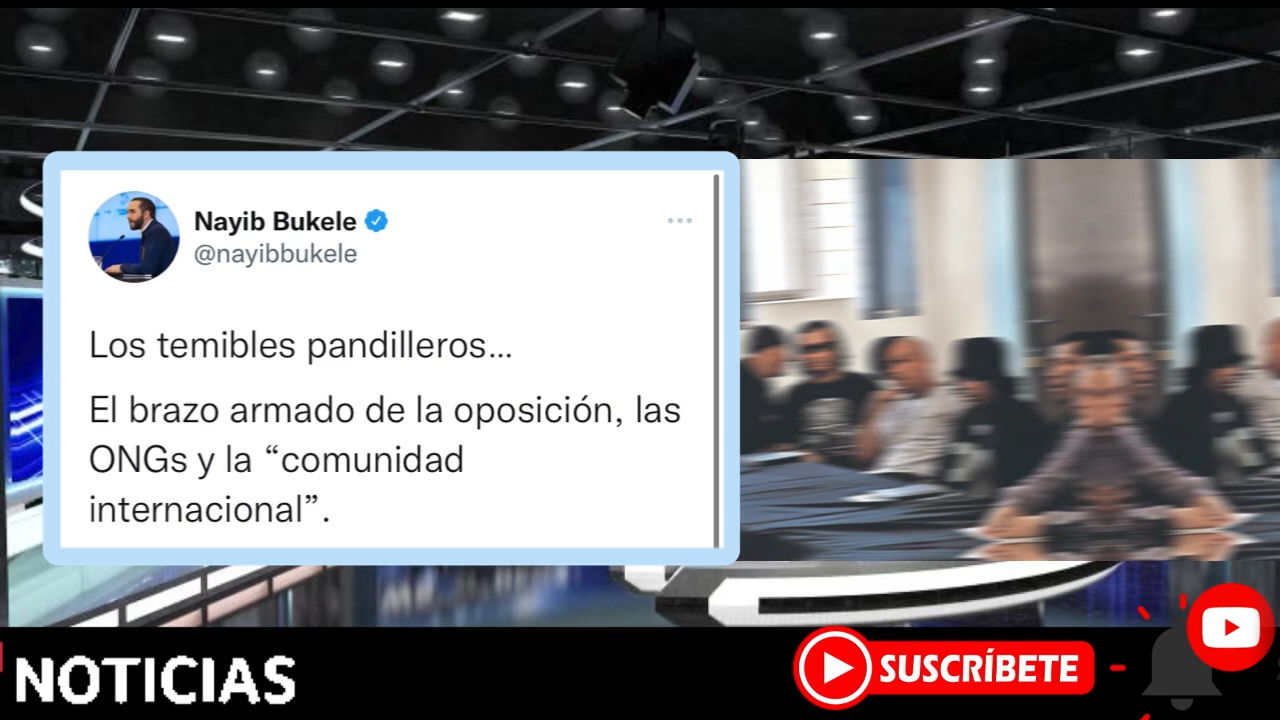 Nayib Bukele
@nayibbukele
Los temibles pandilleros...
El brazo armado de la oposición, las
ONGs y la “comunidad
internacional”.
NOTICIAS
SUSCRÍBETE